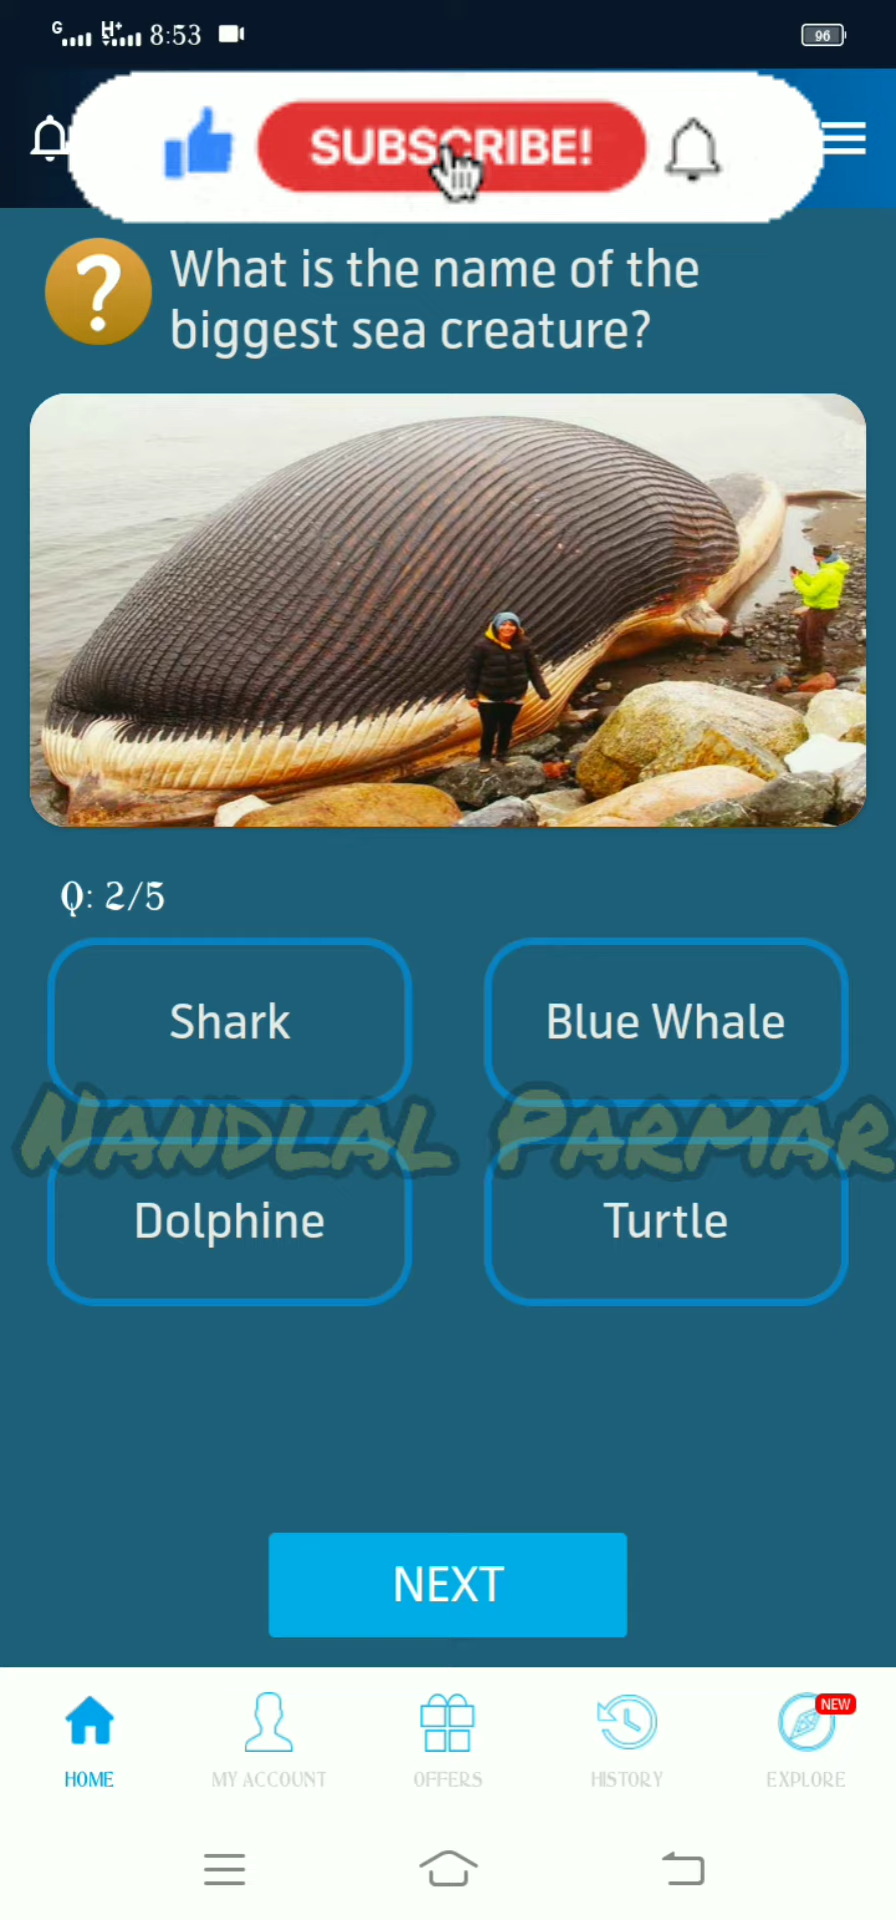 G H+ 8:53 96
SUBSCRIBE!
What is the name of the
biggest sea creature?
Q: 2/5
Shark
Blue Whale
NANDLAL PARMAR
Dolphine
Turtle
NEXT
NEW
HOME MY ACCOUNT OFFERS HISTORY EXPLORE